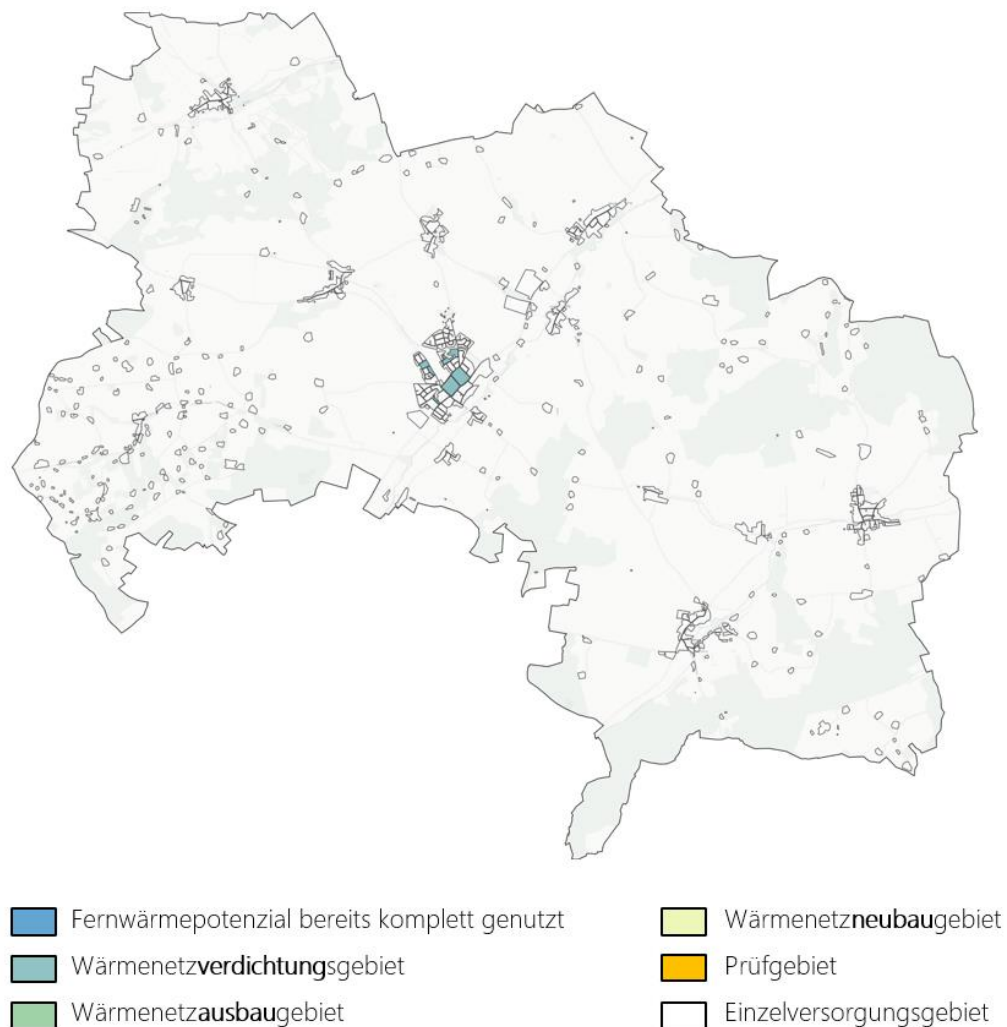 Fernwärmepotenzial bereits komplett genutzt
Wärmenetzverdichtungsgebiet
Wärmenetzausbaugebiet
Wärmenetzneubaugebiet
Prüfgebiet
Einzelversorgungsgebiet